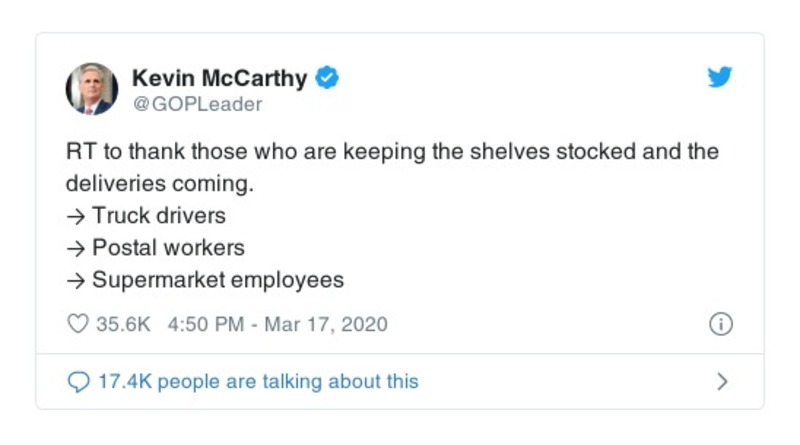 Kevin McCarthy
@GOPLeader
RT to thank those who are keeping the shelves stocked and the
deliveries coming.
→ Truck drivers
→ Postal workers
→ Supermarket employees
35.6K 4:50 PM - Mar 17, 2020
17.4K people are talking about this